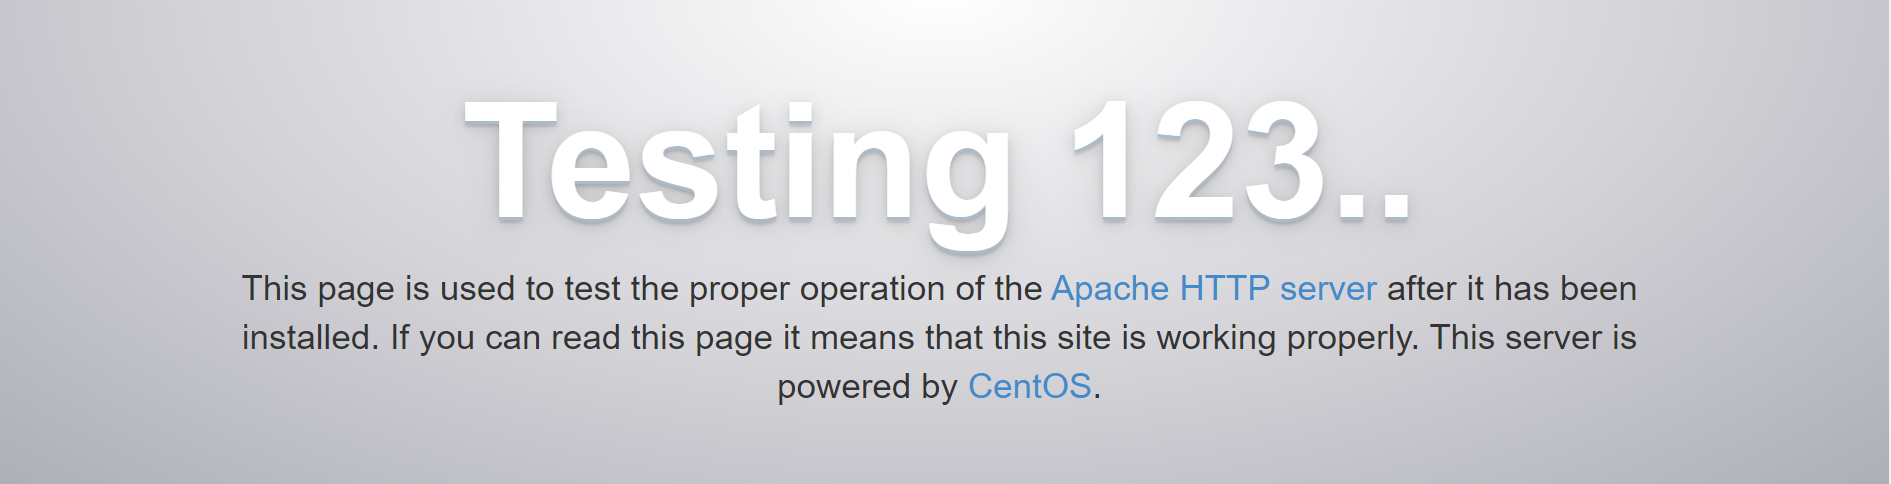 Testing 123..
This page is used to test the proper operation of the Apache HTTP server after it has been
installed. If you can read this page it means that this site is working properly. This server is
powered by CentOS.